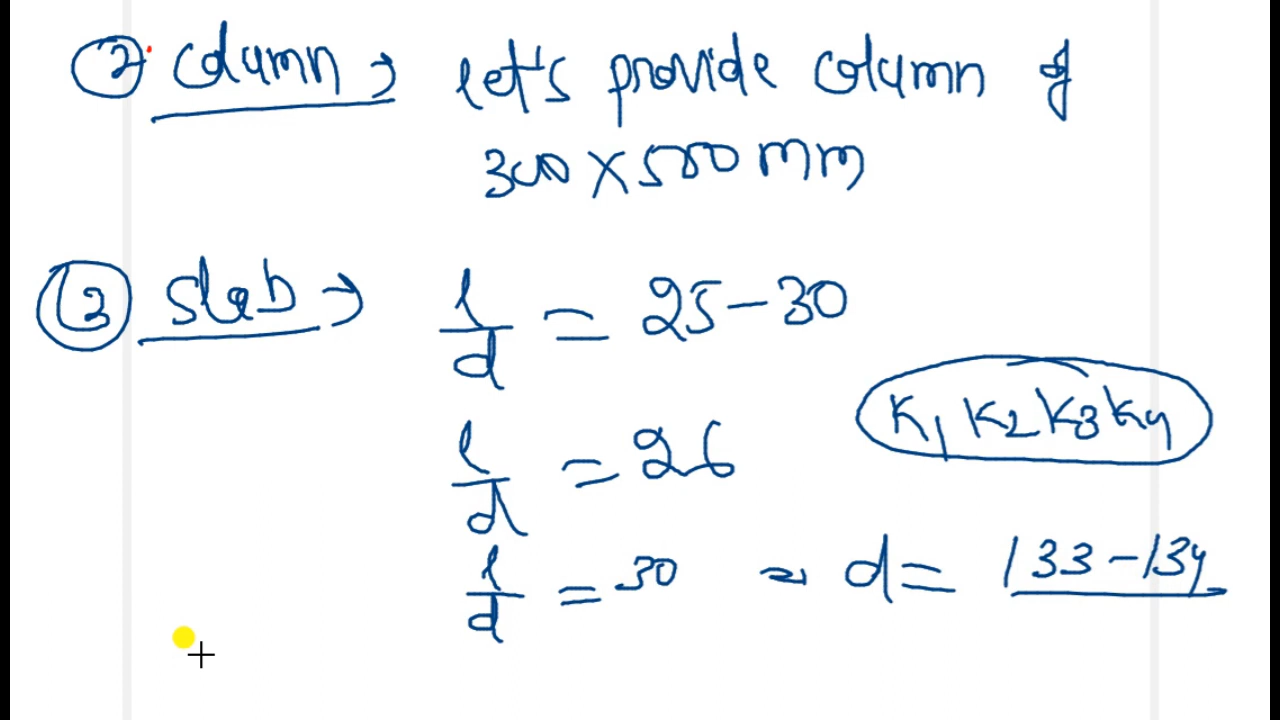 ② column → let's provide column of
300 X 500 mm
③ slab → l/d = 25-30
K1 K2 K3 K4
l/d = 26
l/d = 30 ~ d = 133-134